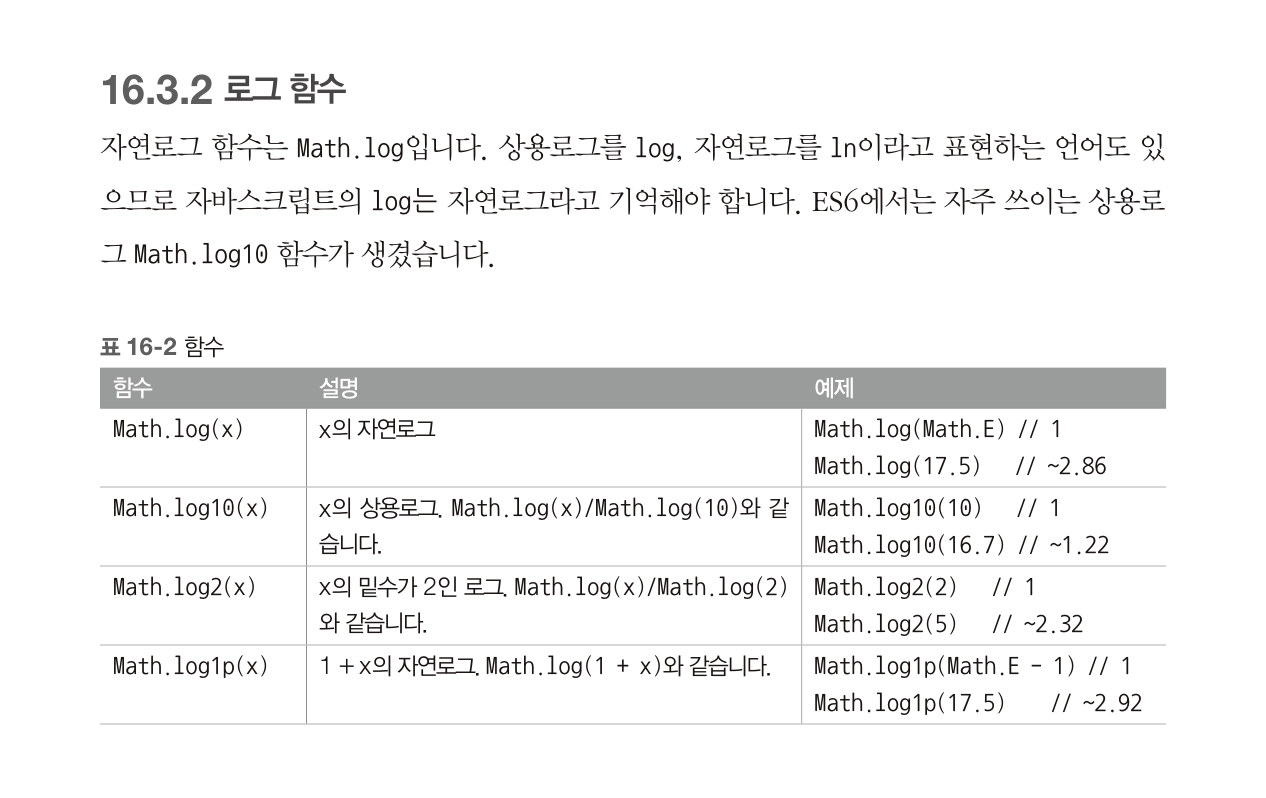 16.3.2 로그 함수
자연로그 함수는 Math.log입니다. 상용로그를 log, 자연로그를 ln이라고 표현하는 언어도 있
으므로 자바스크립트의 log는 자연로그라고 기억해야 합니다. ES6에서는 자주 쓰이는 상용로
그 Math.log10 함수가 생겼습니다.
표 16-2 함수
함수 설명 예제
Math.log(x) x의 자연로그 Math.log(Math.E) // 1
Math.log(17.5) // ~2.86
Math.log10(x) x의 상용로그. Math.log(x)/Math.log(10)와 같 Math.log10(10) // 1
습니다. Math.log10(16.7) // ~1.22
Math.log2(x) x의 밑수가 2인 로그. Math.log(x)/Math.log(2) Math.log2(2) // 1
와 같습니다. Math.log2(5) // ~2.32
Math.log1p(x) 1 + x의 자연로그. Math.log(1 + x)와 같습니다. Math.log1p(Math.E - 1) // 1
Math.log1p(17.5) // ~2.92